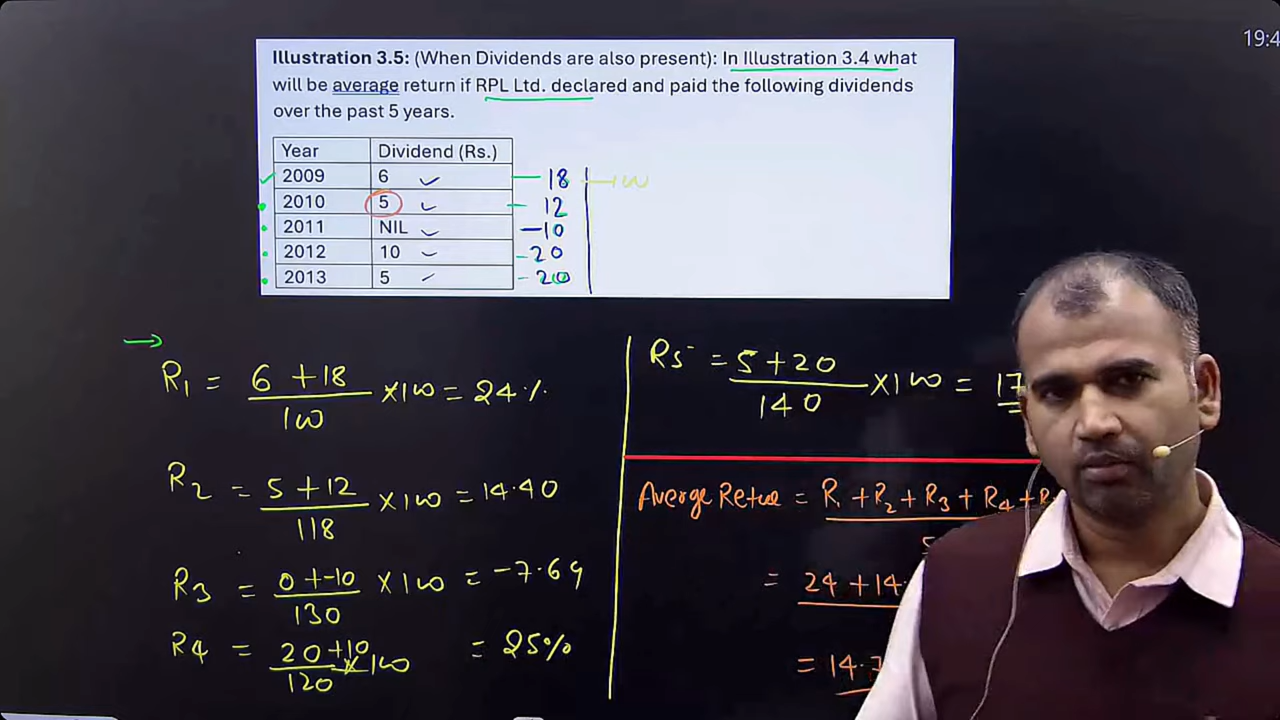 19:4
Illustration 3.5: (When Dividends are also present): In Illustration 3.4 what
will be average return if RPL Ltd. declared and paid the following dividends
over the past 5 years.
Year Dividend (Rs.)
2009 6 — 18 — 100
2010 5 - 12
2011 NIL -10
2012 10 - 20
2013 5 - 20
R1 = 6 + 18 / 100 × 100 = 24%
R2 = 5 + 12 / 118 × 100 = 14.40
R3 = 0 + -10 / 130 × 100 = -7.69
R4 = 20 + 10 / 120 × 100 = 25%
R5 = 5 + 20 / 140 × 100 = 17
Averge Retue = R1 + R2 + R3 + R4 + R
5
= 24 + 14.
= 14.7